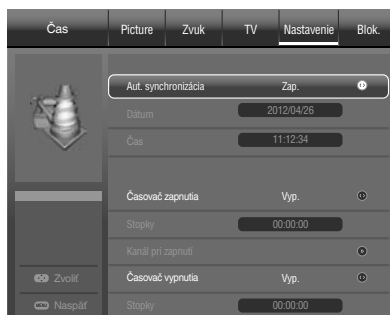 Čas
Picture Zvuk TV Nastavenie Blok.
Aut. synchronizácia Zap.
Dátum 2012/04/26
Čas 11:12:34
Časovač zapnutia Vyp.
Stopky 00:00:00
Kanál pri zapnutí
Časovač vypnutia Vyp.
Stopky 00:00:00
Zvoliť
MENU Naspäť